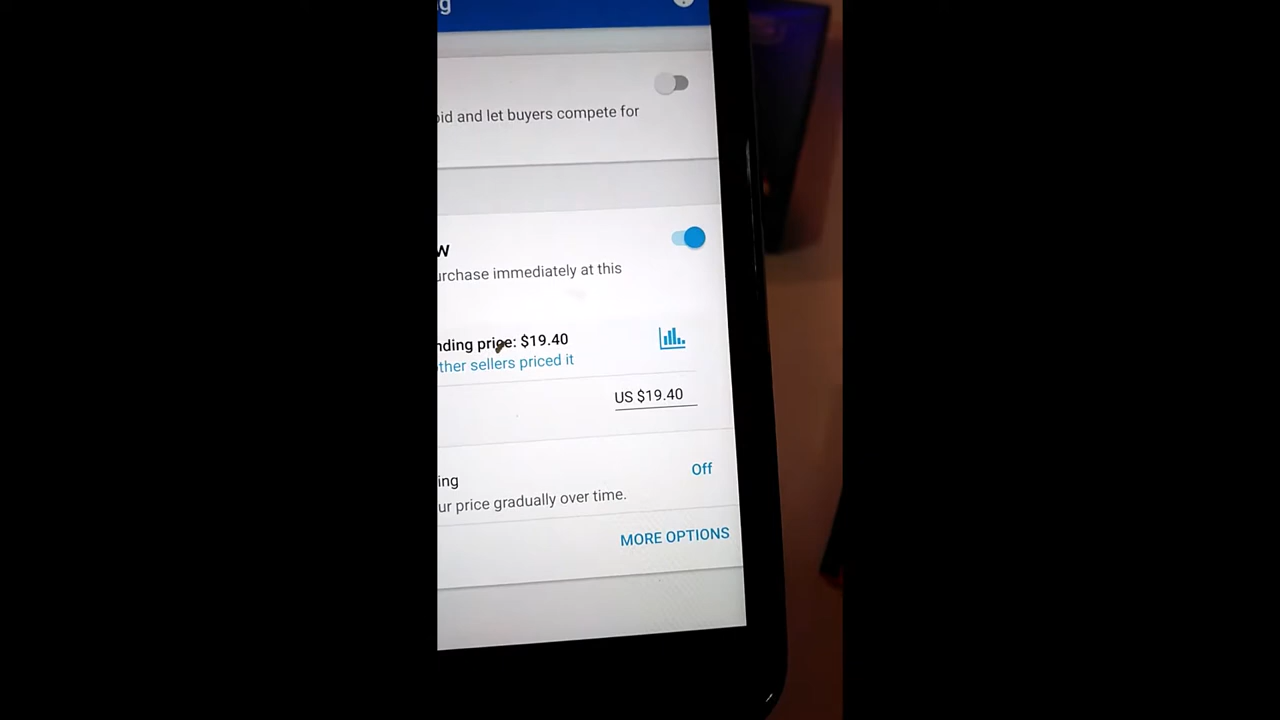 g
bid and let buyers compete for
w
urchase immediately at this
nding price: $19.40
ther sellers priced it
US $19.40
ing
Off
ur price gradually over time.
MORE OPTIONS